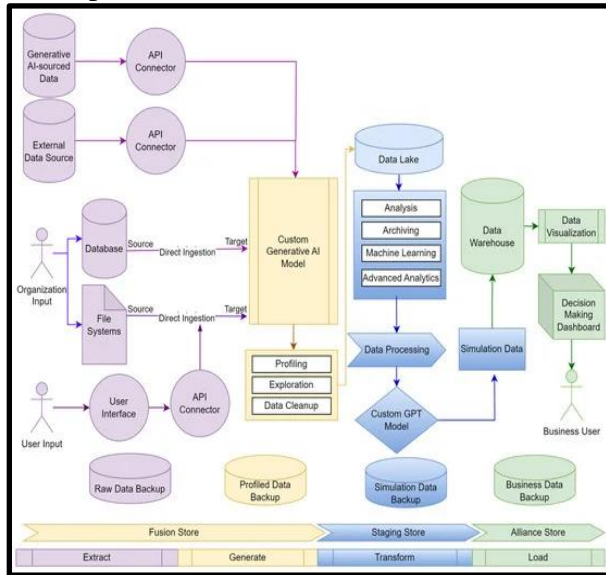 Generative
AI-sourced
Data
API
Connector
External
Data Source
API
Connector
Organization
Input
Database
Source
Direct Ingestion
Target
File
Systems
Source
Direct Ingestion
Target
User Input
User
Interface
API
Connector
Custom
Generative AI
Model
Profiling
Exploration
Data Cleanup
Data Lake
Analysis
Archiving
Machine Learning
Advanced Analytics
Data Processing
Custom GPT
Model
Simulation Data
Data
Warehouse
Data
Visualization
Decision
Making
Dashboard
Business User
Raw Data Backup
Profiled Data
Backup
Simulation Data
Backup
Business Data
Backup
Fusion Store
Staging Store
Alliance Store
Extract
Generate
Transform
Load